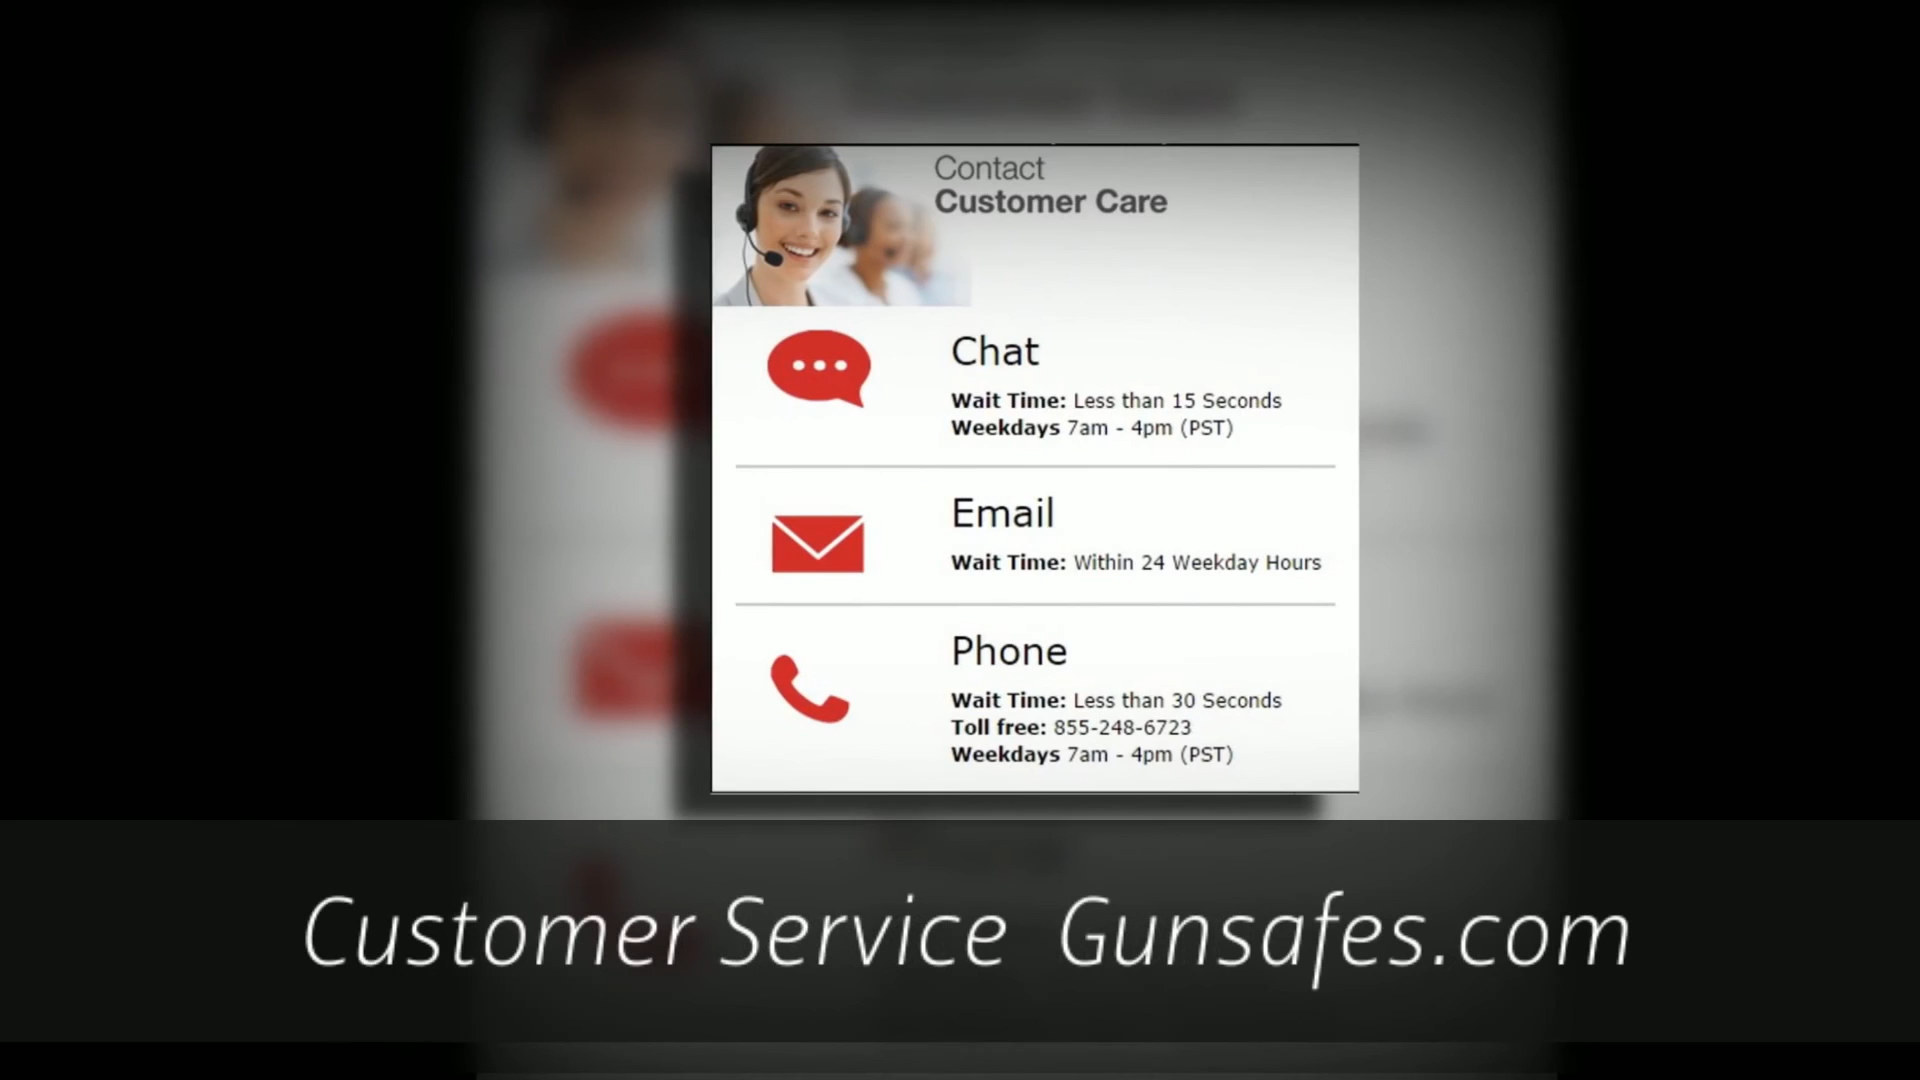 Contact
Customer Care
Chat
Wait Time: Less than 15 Seconds
Weekdays 7am - 4pm (PST)
Email
Wait Time: Within 24 Weekday Hours
Phone
Wait Time: Less than 30 Seconds
Toll free: 855-248-6723
Weekdays 7am - 4pm (PST)
Customer Service Gunsafes.com